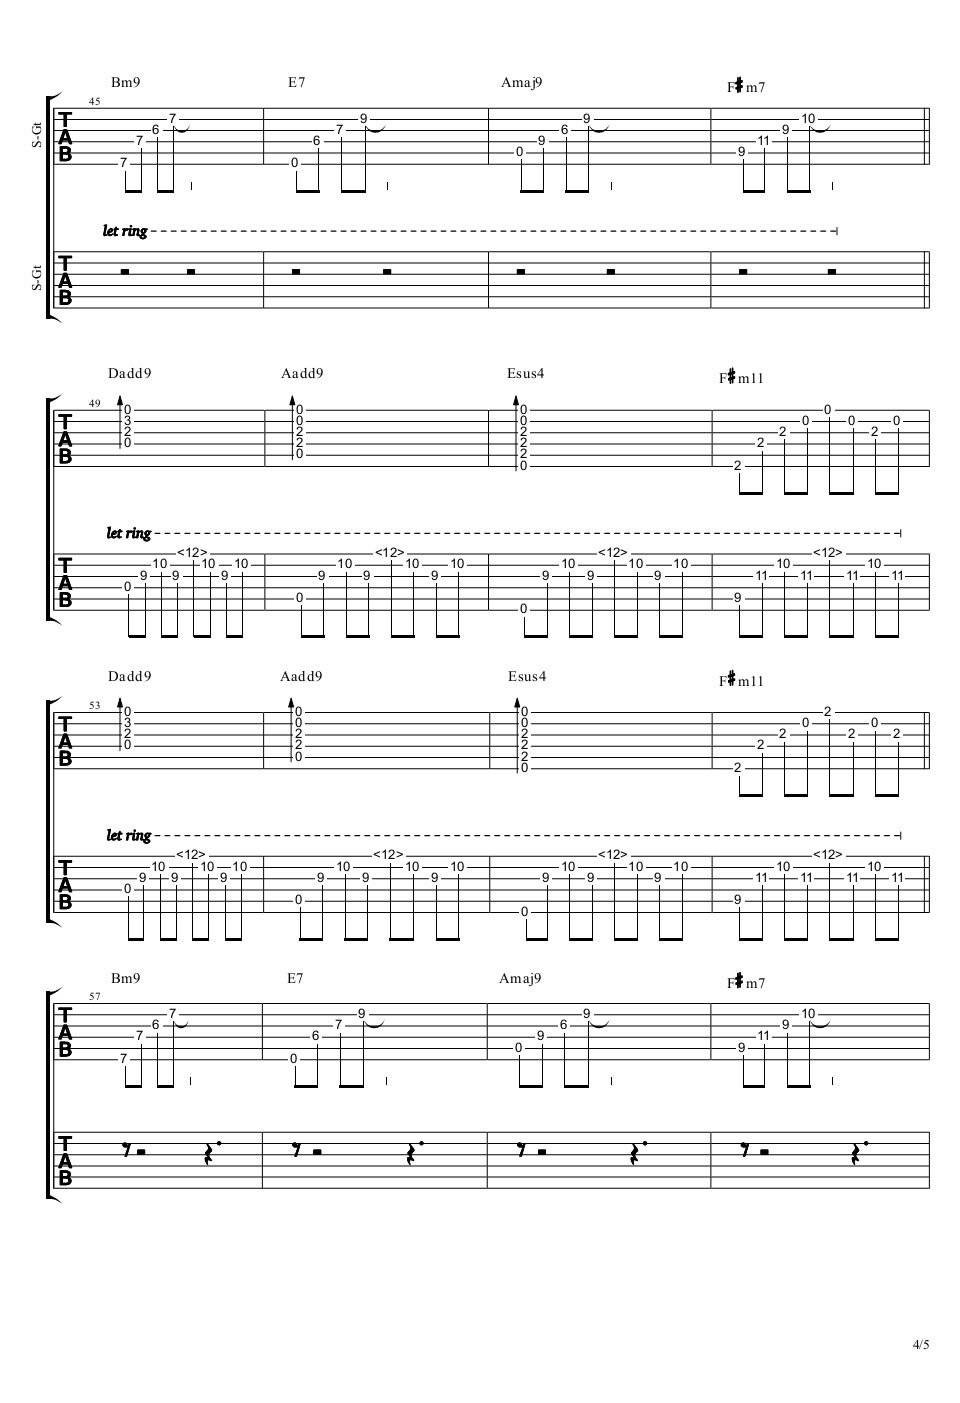 Bm9 E7 Amaj9 F#m7
45
S-Gt
T A B
7 7 6 7 0 6 7 9 0 9 6 9 9 11 9 10
let ring
S-Gt
T A B
Dadd9 Aadd9 Esus4 F#m11
49
T A B
0 0 0 0
3 0 0 0 0 0
2 2 2 2 2
0 2 2 2
0 2
0 2
let ring
T A B
0 9 10 9 <12> 10 9 10 0 9 10 9 <12> 10 9 10 0 9 10 9 <12> 10 9 10 9 11 10 11 <12> 11 10 11
Dadd9 Aadd9 Esus4 F#m11
53
T A B
0 0 0 2
3 0 0 0 0
2 2 2 2 2 2
0 2 2 2
0 2
0 2
let ring
T A B
0 9 10 9 <12> 10 9 10 0 9 10 9 <12> 10 9 10 0 9 10 9 <12> 10 9 10 9 11 10 11 <12> 11 10 11
Bm9 E7 Amaj9 F#m7
57
T A B
7 7 6 7 0 6 7 9 0 9 6 9 9 11 9 10
T A B
4/5